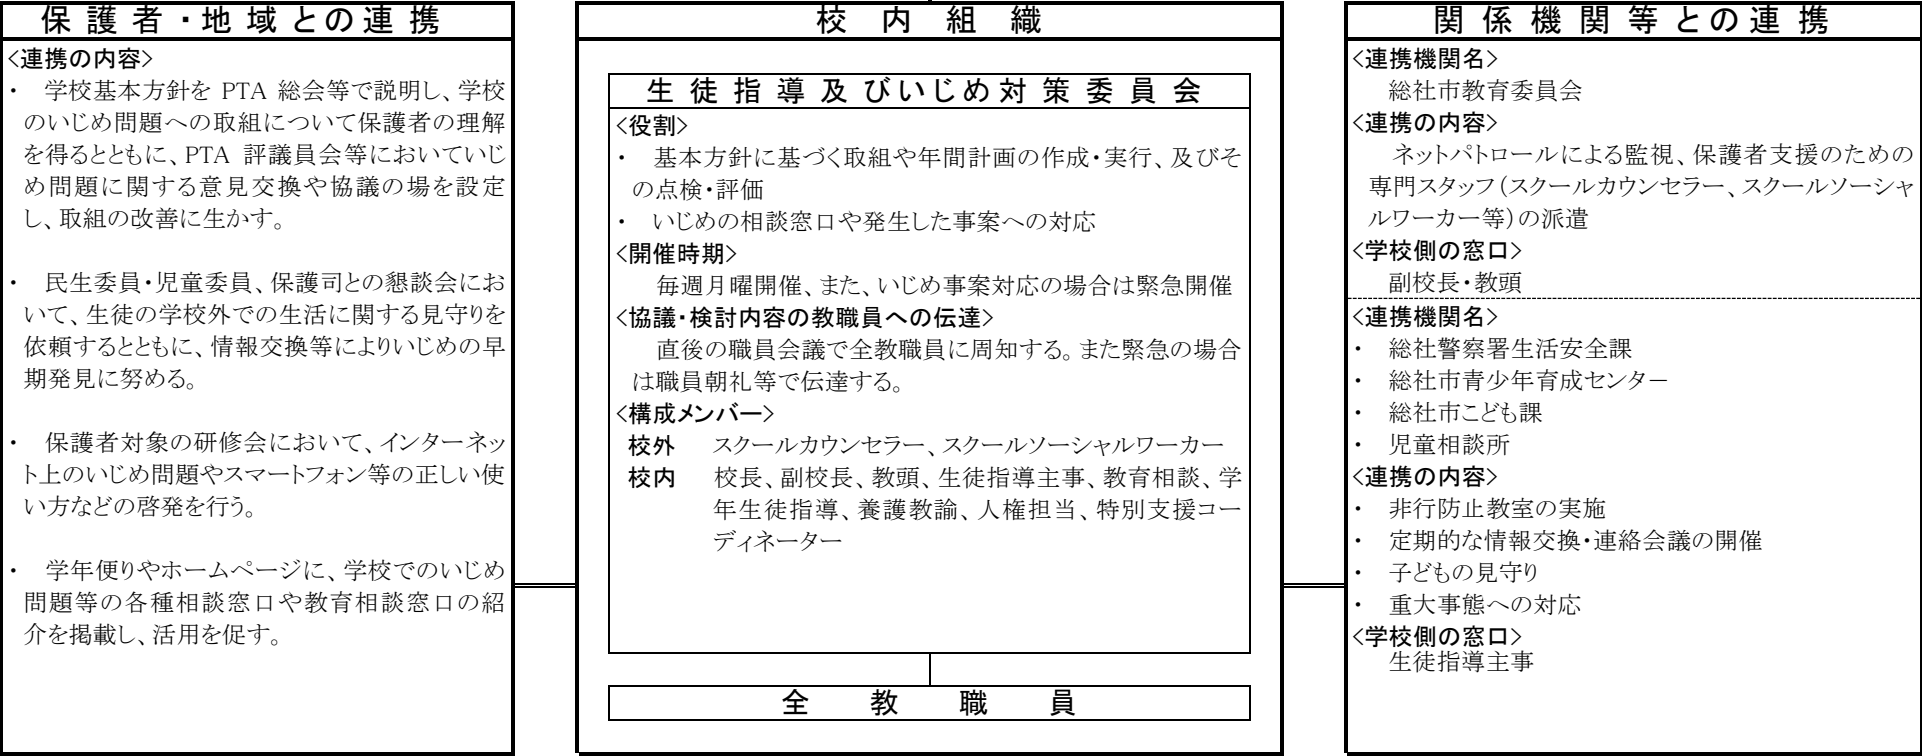 保護者・地域との連携
<連携の内容>
・　学校基本方針を PTA 総会等で説明し、学校
のいじめ問題への取組について保護者の理解
を得るとともに、PTA 評議員会等においていじ
め問題に関する意見交換や協議の場を設定
し、取組の改善に生かす。
・　民生委員・児童委員、保護司との懇談会にお
いて、生徒の学校外での生活に関する見守りを
依頼するとともに、情報交換等によりいじめの早
期発見に努める。
・　保護者対象の研修会において、インターネッ
ト上のいじめ問題やスマートフォン等の正しい使
い方などの啓発を行う。
・　学年便りやホームページに、学校でのいじめ
問題等の各種相談窓口や教育相談窓口の紹
介を掲載し、活用を促す。
校内組織
生徒指導及びいじめ対策委員会
<役割>
・　基本方針に基づく取組や年間計画の作成・実行、及びそ
の点検・評価
・　いじめの相談窓口や発生した事案への対応
<開催時期>
毎週月曜開催、また、いじめ事案対応の場合は緊急開催
<協議・検討内容の教職員への伝達>
直後の職員会議で全教職員に周知する。また緊急の場合
は職員朝礼等で伝達する。
<構成メンバー>
校外　スクールカウンセラー、スクールソーシャルワーカー
校内　校長、副校長、教頭、生徒指導主事、教育相談、学
年生徒指導、養護教諭、人権担当、特別支援コー
ディネーター
全教職員
関係機関等との連携
<連携機関名>
総社市教育委員会
<連携の内容>
ネットパトロールによる監視、保護者支援のための
専門スタッフ（スクールカウンセラー、スクールソーシャ
ルワーカー等）の派遣
<学校側の窓口>
副校長・教頭
<連携機関名>
・　総社警察署生活安全課
・　総社市青少年育成センター
・　総社市こども課
・　児童相談所
<連携の内容>
・　非行防止教室の実施
・　定期的な情報交換・連絡会議の開催
・　子どもの見守り
・　重大事態への対応
<学校側の窓口>
生徒指導主事